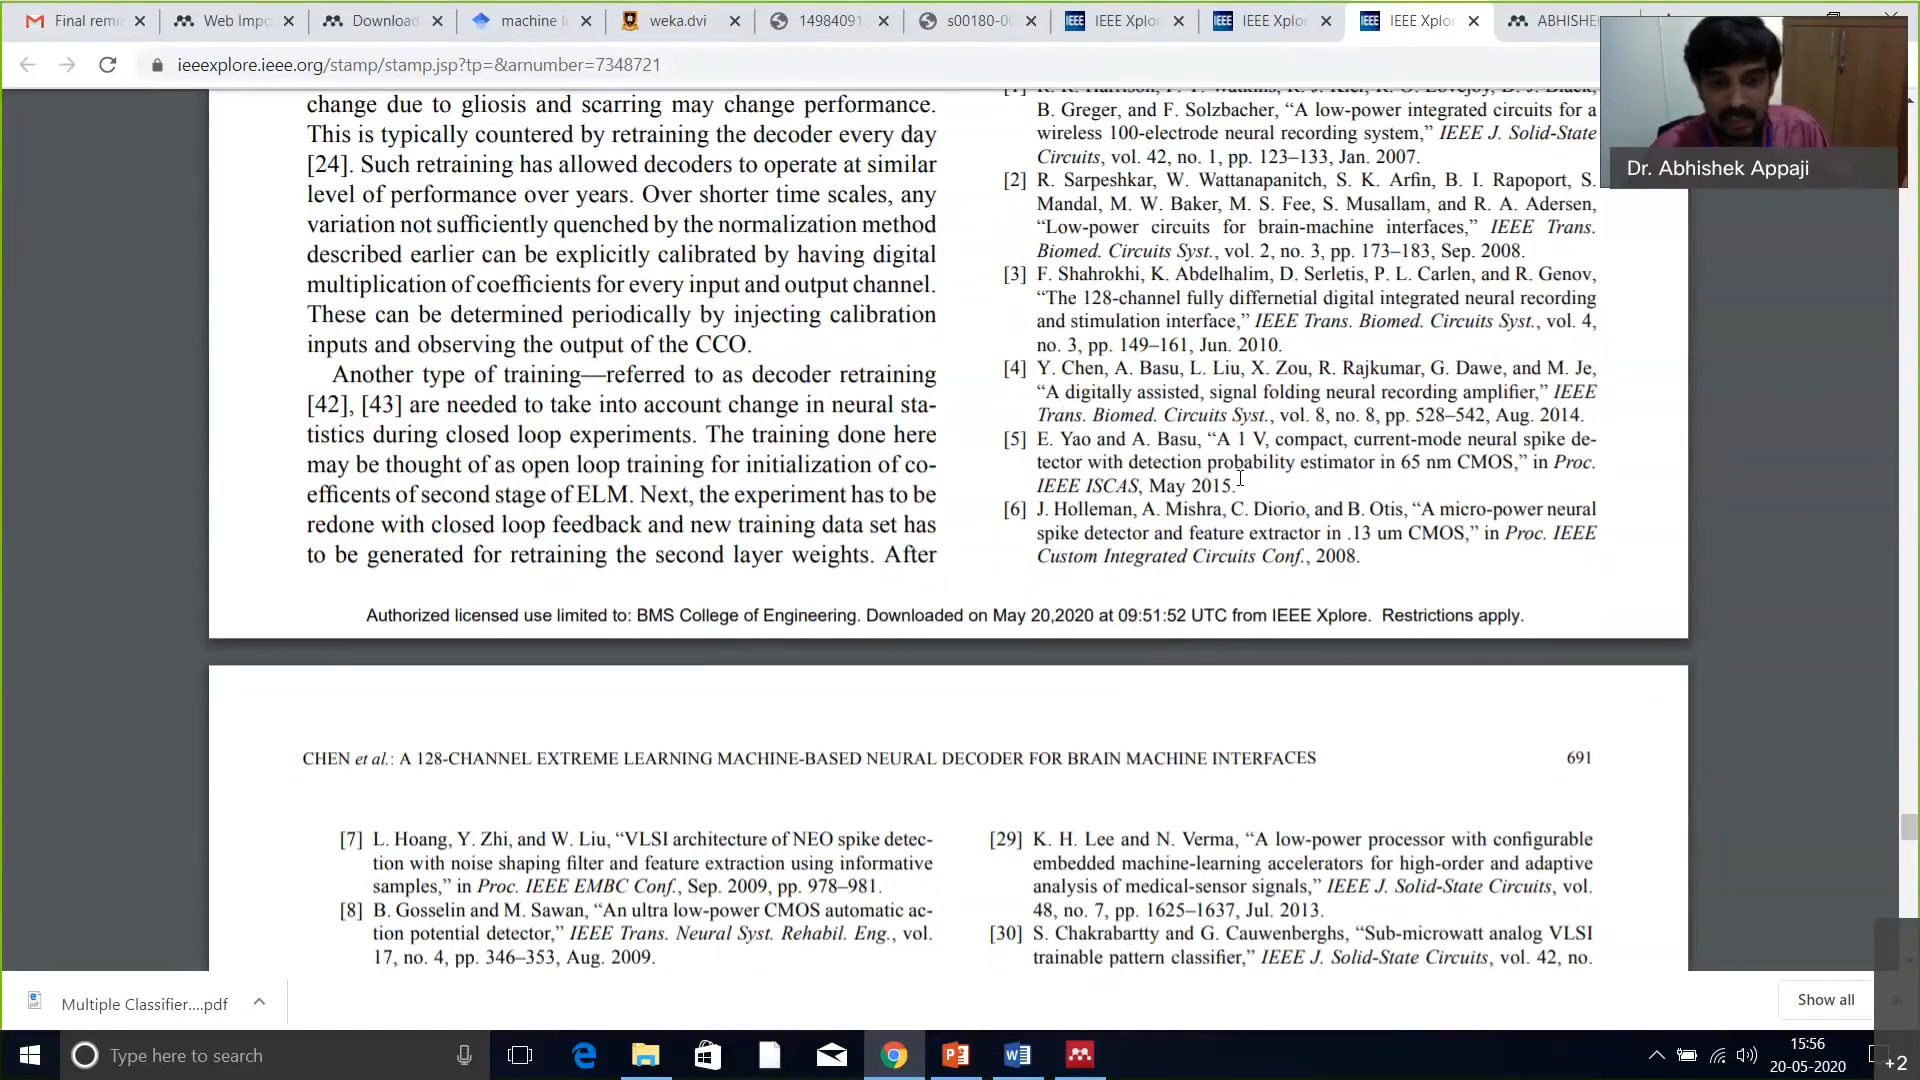 Final remi
Web Impo
Download
machine l
weka.dvi
14984091
s00180-00
IEEE Xplor
IEEE Xplor
IEEE Xplo
ABHISHE
ieeexplore.ieee.org/stamp/stamp.jsp?tp=&arnumber=7348721
Dr. Abhishek Appaji
change due to gliosis and scarring may change performance.
This is typically countered by retraining the decoder every day
[24]. Such retraining has allowed decoders to operate at similar
level of performance over years. Over shorter time scales, any
variation not sufficiently quenched by the normalization method
described earlier can be explicitly calibrated by having digital
multiplication of coefficients for every input and output channel.
These can be determined periodically by injecting calibration
inputs and observing the output of the CCO.
Another type of training—referred to as decoder retraining
[42], [43] are needed to take into account change in neural sta-
tistics during closed loop experiments. The training done here
may be thought of as open loop training for initialization of co-
efficents of second stage of ELM. Next, the experiment has to be
redone with closed loop feedback and new training data set has
to be generated for retraining the second layer weights. After
B. Greger, and F. Solzbacher, “A low-power integrated circuits for a
wireless 100-electrode neural recording system,” IEEE J. Solid-State
Circuits, vol. 42, no. 1, pp. 123–133, Jan. 2007.
[2] R. Sarpeshkar, W. Wattanapanitch, S. K. Arfin, B. I. Rapoport, S.
Mandal, M. W. Baker, M. S. Fee, S. Musallam, and R. A. Adersen,
“Low-power circuits for brain-machine interfaces,” IEEE Trans.
Biomed. Circuits Syst., vol. 2, no. 3, pp. 173–183, Sep. 2008.
[3] F. Shahrokhi, K. Abdelhalim, D. Serletis, P. L. Carlen, and R. Genov,
“The 128-channel fully differnetial digital integrated neural recording
and stimulation interface,” IEEE Trans. Biomed. Circuits Syst., vol. 4,
no. 3, pp. 149–161, Jun. 2010.
[4] Y. Chen, A. Basu, L. Liu, X. Zou, R. Rajkumar, G. Dawe, and M. Je,
“A digitally assisted, signal folding neural recording amplifier,” IEEE
Trans. Biomed. Circuits Syst., vol. 8, no. 8, pp. 528–542, Aug. 2014.
[5] E. Yao and A. Basu, “A 1 V, compact, current-mode neural spike de-
tector with detection probability estimator in 65 nm CMOS,” in Proc.
IEEE ISCAS, May 2015.
[6] J. Holleman, A. Mishra, C. Diorio, and B. Otis, “A micro-power neural
spike detector and feature extractor in .13 um CMOS,” in Proc. IEEE
Custom Integrated Circuits Conf., 2008.
Authorized licensed use limited to: BMS College of Engineering. Downloaded on May 20,2020 at 09:51:52 UTC from IEEE Xplore. Restrictions apply.
CHEN et al.: A 128-CHANNEL EXTREME LEARNING MACHINE-BASED NEURAL DECODER FOR BRAIN MACHINE INTERFACES
691
[7] L. Hoang, Y. Zhi, and W. Liu, “VLSI architecture of NEO spike detec-
tion with noise shaping filter and feature extraction using informative
samples,” in Proc. IEEE EMBC Conf., Sep. 2009, pp. 978–981.
[8] B. Gosselin and M. Sawan, “An ultra low-power CMOS automatic ac-
tion potential detector,” IEEE Trans. Neural Syst. Rehabil. Eng., vol.
17, no. 4, pp. 346–353, Aug. 2009.
[29] K. H. Lee and N. Verma, “A low-power processor with configurable
embedded machine-learning accelerators for high-order and adaptive
analysis of medical-sensor signals,” IEEE J. Solid-State Circuits, vol.
48, no. 7, pp. 1625–1637, Jul. 2013.
[30] S. Chakrabartty and G. Cauwenberghs, “Sub-microwatt analog VLSI
trainable pattern classifier,” IEEE J. Solid-State Circuits, vol. 42, no.
Multiple Classifier....pdf
Show all
Type here to search
15:56
20-05-2020
+2